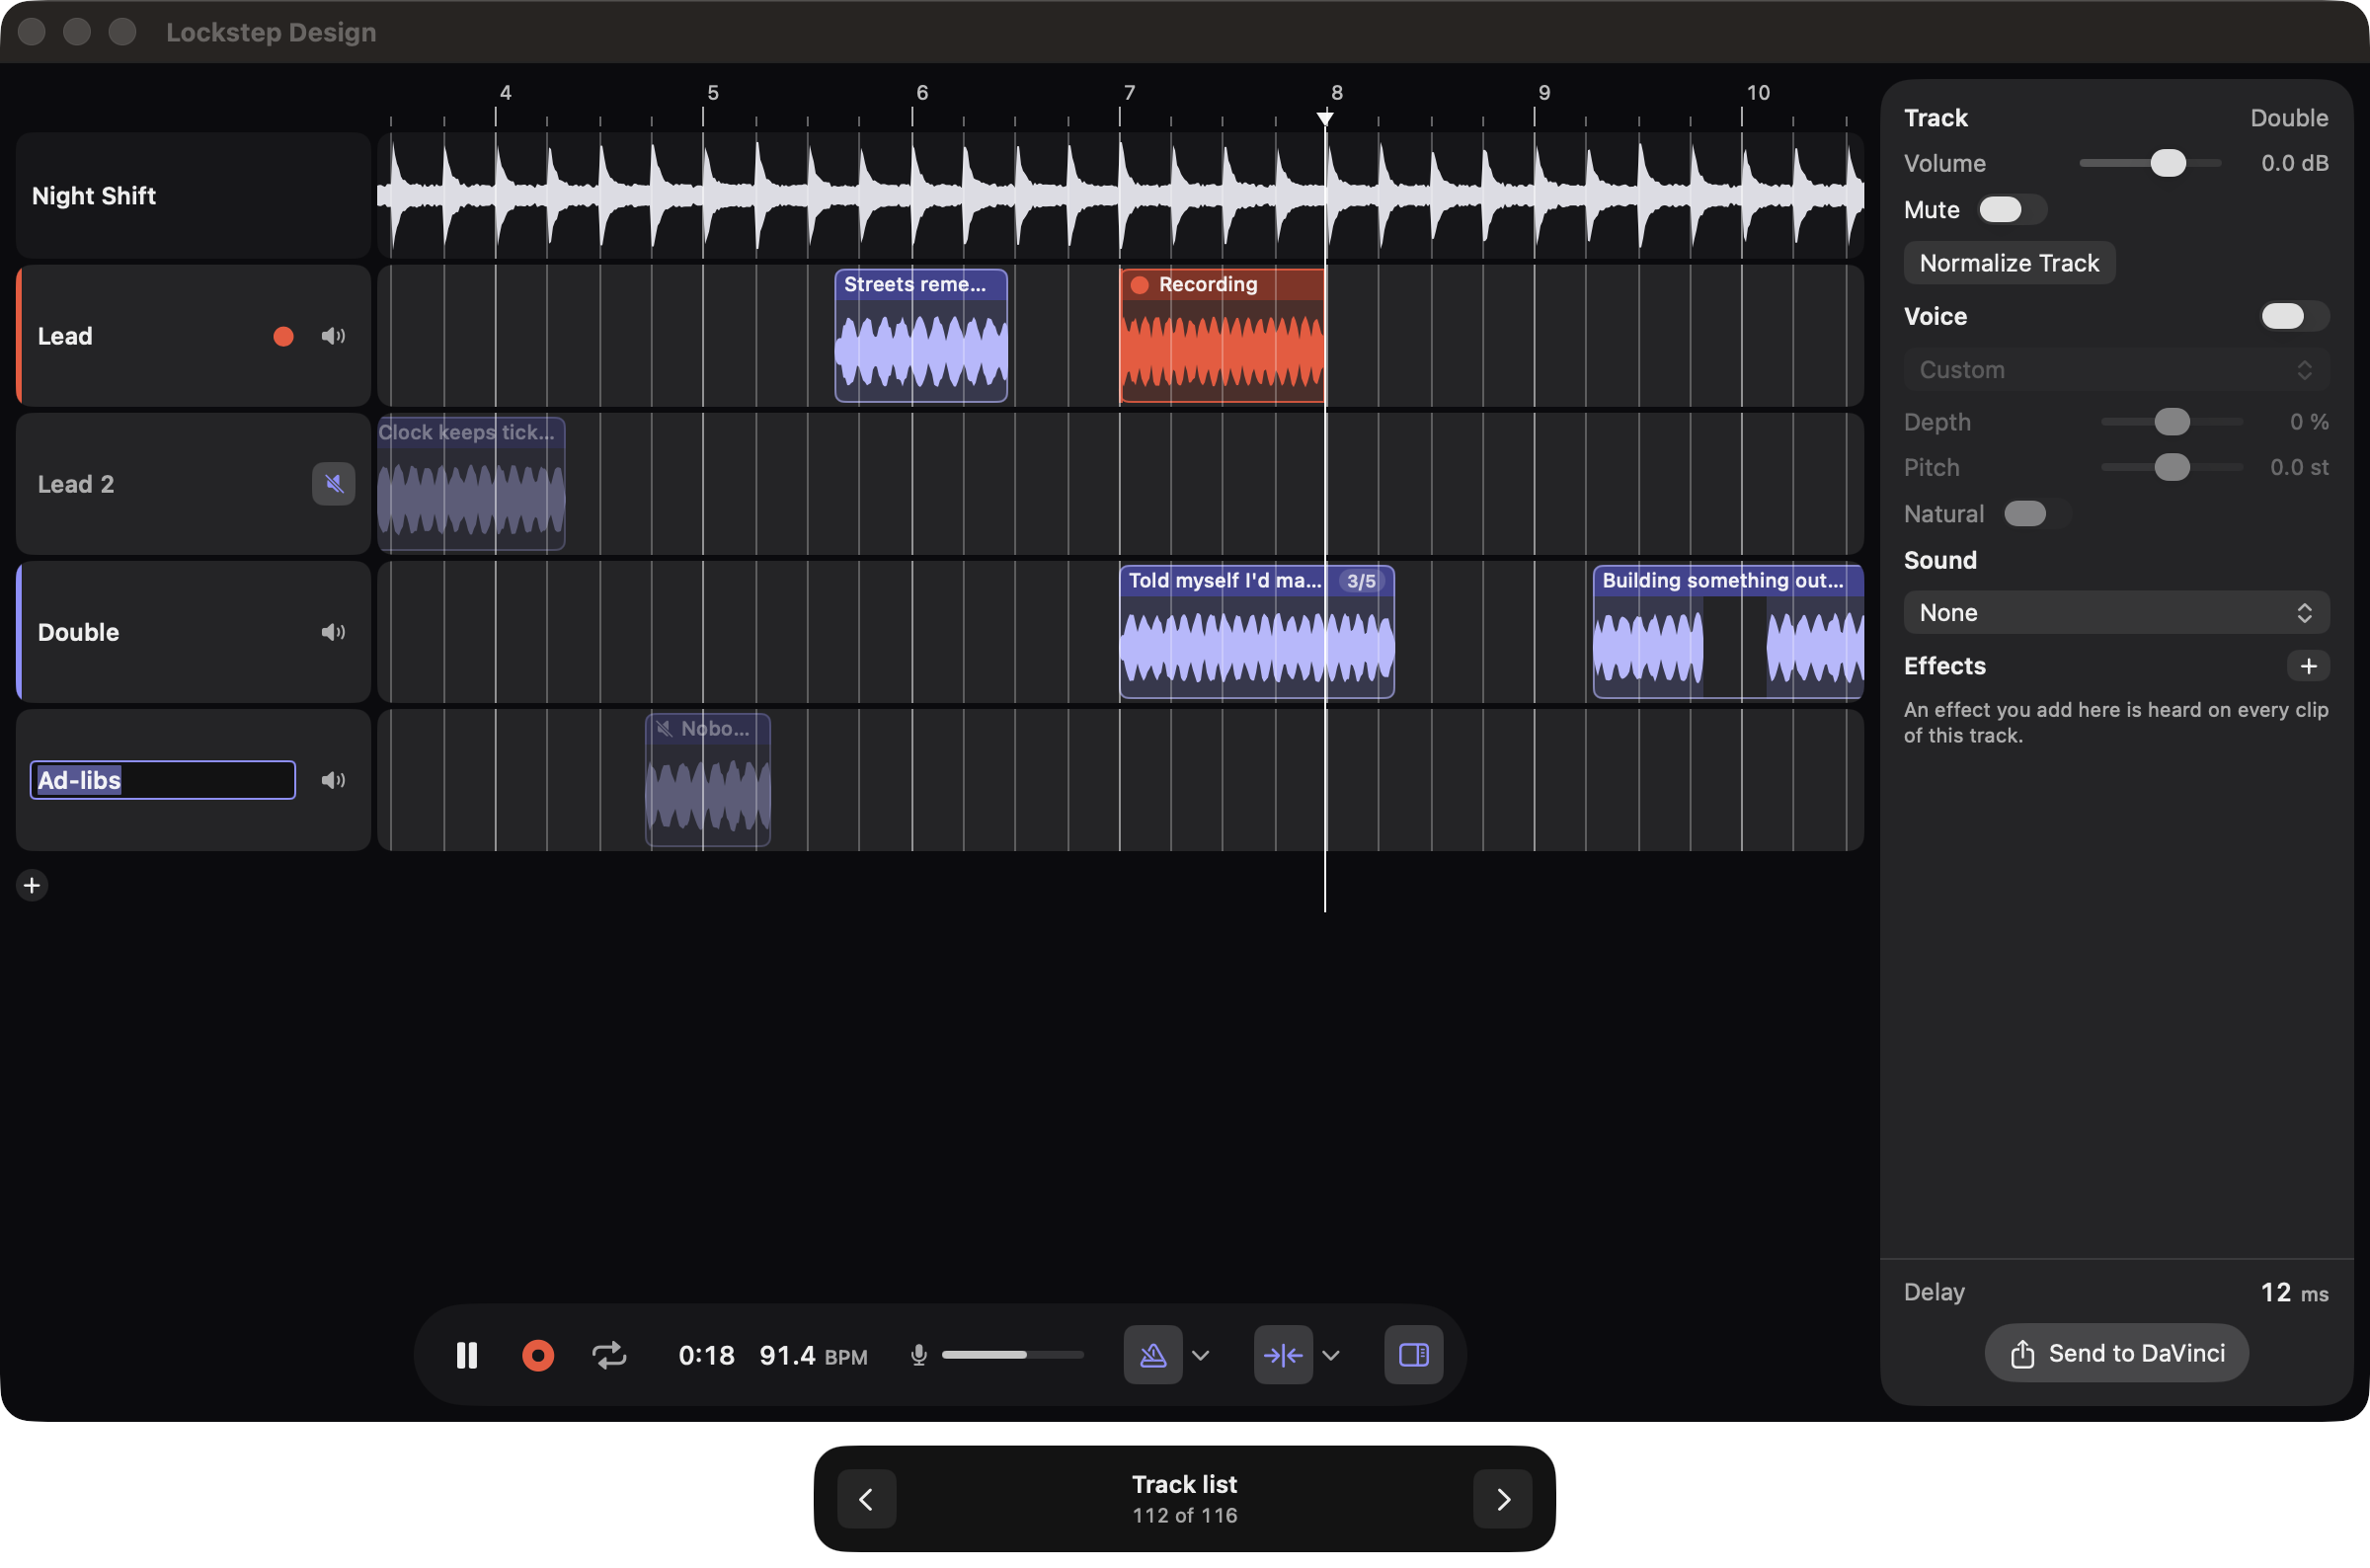 Lockstep Design
4 5 6 7 8 9 10
Night Shift
Lead
Streets reme...
Recording
Lead 2
Clock keeps tick...
Double
Told myself I'd ma... 3/5
Building something out...
Ad-libs
Nobo...
Track Double
Volume 0.0 dB
Mute
Normalize Track
Voice
Custom
Depth 0 %
Pitch 0.0 st
Natural
Sound
None
Effects
An effect you add here is heard on every clip
of this track.
Delay 12 ms
Send to DaVinci
0:18 91.4 BPM
Track list
112 of 116